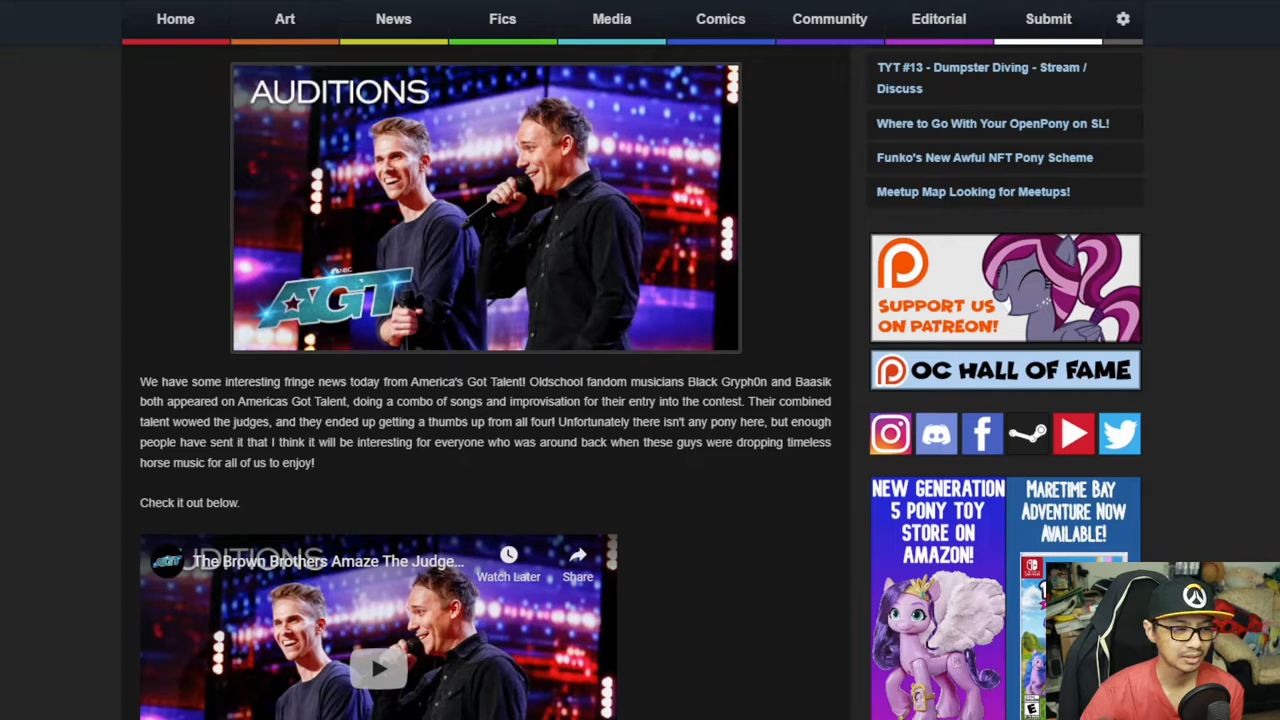 Home Art News Fics Media Comics Community Editorial Submit
AUDITIONS
NBC
AGT
We have some interesting fringe news today from America's Got Talent! Oldschool fandom musicians Black Gryph0n and Baasik
both appeared on Americas Got Talent, doing a combo of songs and improvisation for their entry into the contest. Their combined
talent wowed the judges, and they ended up getting a thumbs up from all four! Unfortunately there isn't any pony here, but enough
people have sent it that I think it will be interesting for everyone who was around back when these guys were dropping timeless
horse music for all of us to enjoy!
Check it out below.
AUDITIONS
AGT
The Brown Brothers Amaze The Judge...
Watch Later
Share
TYT #13 - Dumpster Diving - Stream /
Discuss
Where to Go With Your OpenPony on SL!
Funko's New Awful NFT Pony Scheme
Meetup Map Looking for Meetups!
SUPPORT US
ON PATREON!
OC HALL OF FAME
NEW GENERATION
5 PONY TOY
STORE ON
AMAZON!
MARETIME BAY
ADVENTURE NOW
AVAILABLE!
E